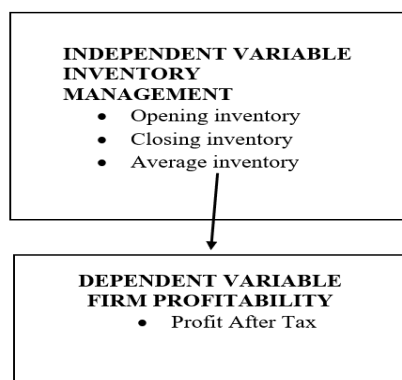 INDEPENDENT VARIABLE
INVENTORY
MANAGEMENT
• Opening inventory
• Closing inventory
• Average inventory
DEPENDENT VARIABLE
FIRM PROFITABILITY
• Profit After Tax